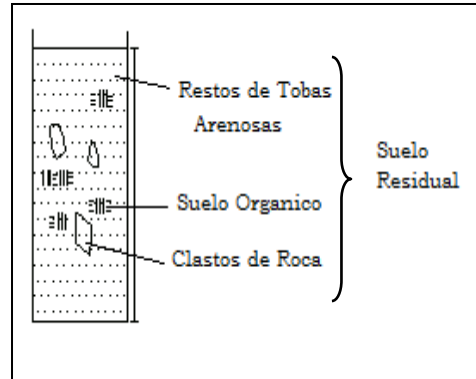 Restos de Tobas
Arenosas
Suelo Organico
Clastos de Roca
Suelo
Residual